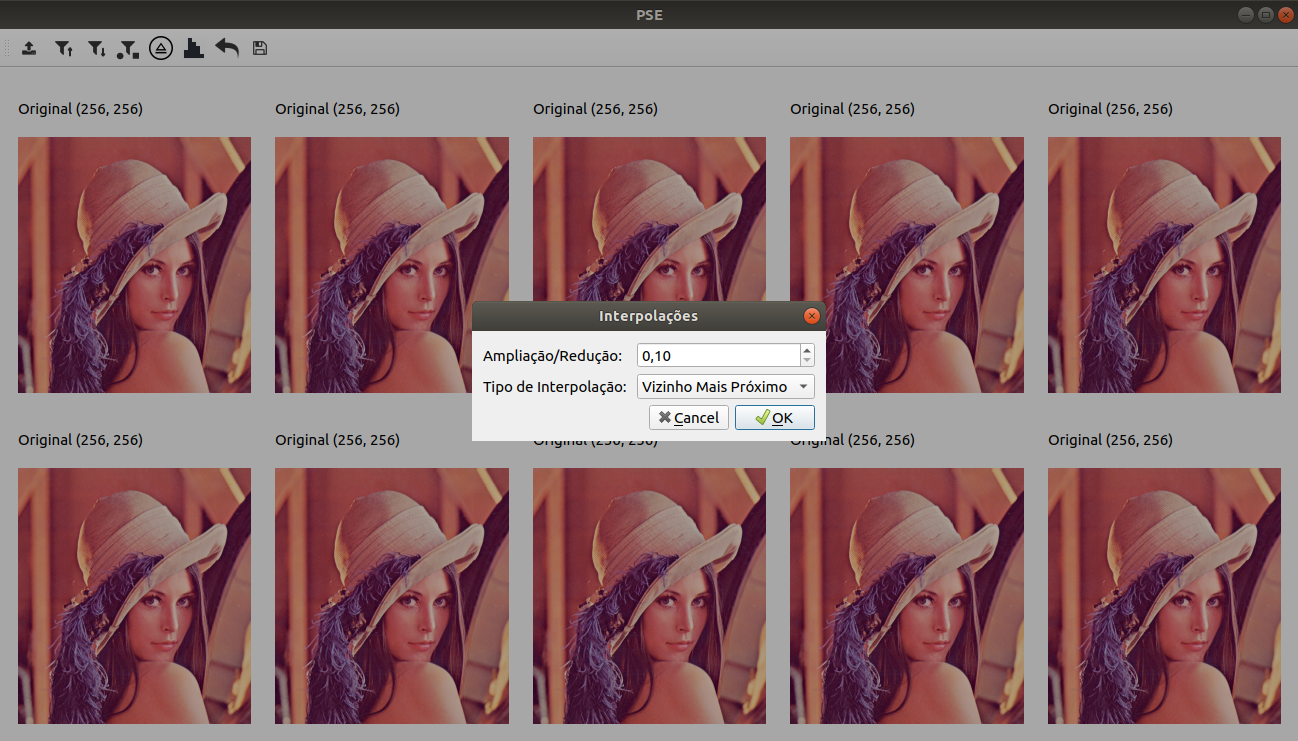 PSE
Original (256, 256) Original (256, 256) Original (256, 256) Original (256, 256) Original (256, 256)
Interpolações
Ampliação/Redução: 0,10
Tipo de Interpolação: Vizinho Mais Próximo
Cancel OK
Original (256, 256) Original (256, 256) Original (256, 256) Original (256, 256) Original (256, 256)